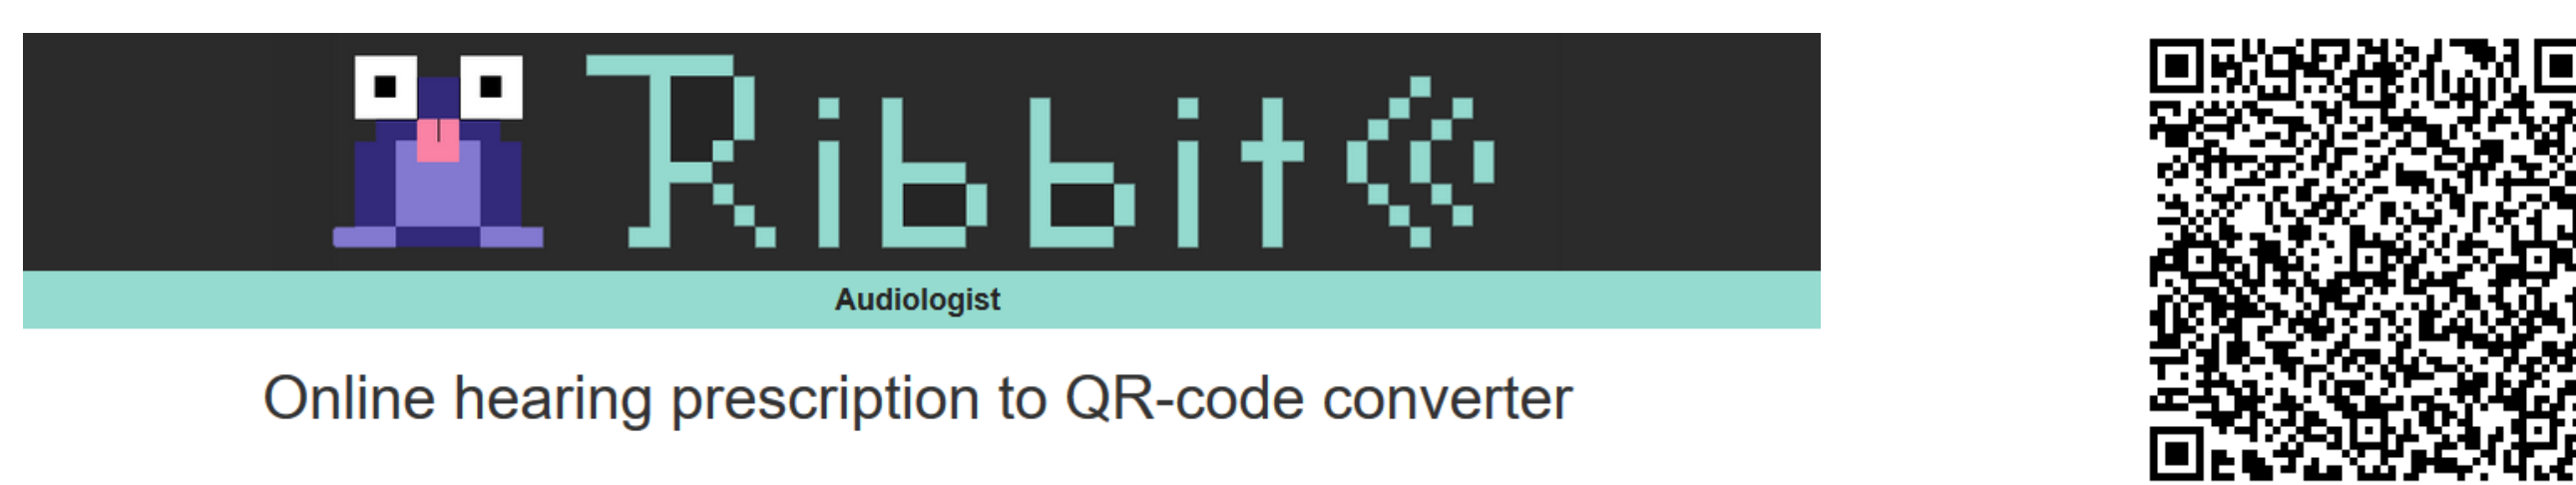 Ribbit
Audiologist
Online hearing prescription to QR-code converter